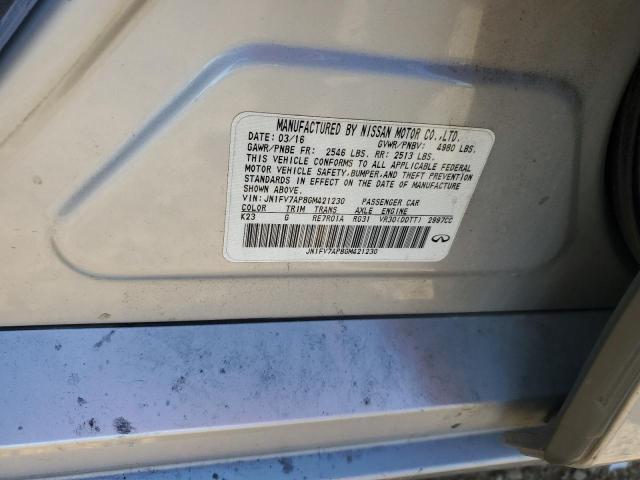 MANUFACTURED BY NISSAN MOTOR CO.,LTD.
DATE: 03/16 GVWR/PNBV: 4980 LBS.
GAWR/PNBE FR: 2546 LBS. RR: 2513 LBS.
THIS VEHICLE CONFORMS TO ALL APPLICABLE FEDERAL
MOTOR VEHICLE SAFETY,BUMPER,AND THEFT PREVENTION
STANDARDS IN EFFECT ON THE DATE OF MANUFACTURE
SHOWN ABOVE.
VIN: JN1FV7AP8GM421230 PASSENGER CAR
COLOR TRIM TRANS AXLE ENGINE
K23 G RE7R01A RG31 VR30(DDTT) 2997CC
JN1FV7AP8GM421230